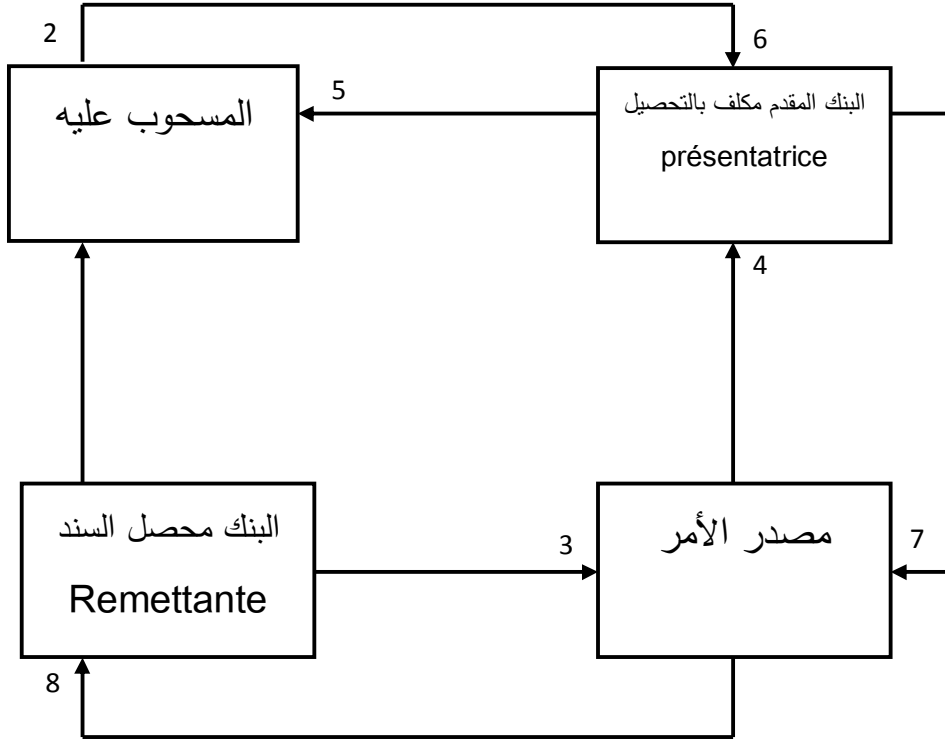 2
6
المسحوب عليه
5
البنك المقدم مكلف بالتحصيل
présentatrice
4
البنك محصل السند
Remettante
3
مصدر الأمر
7
8